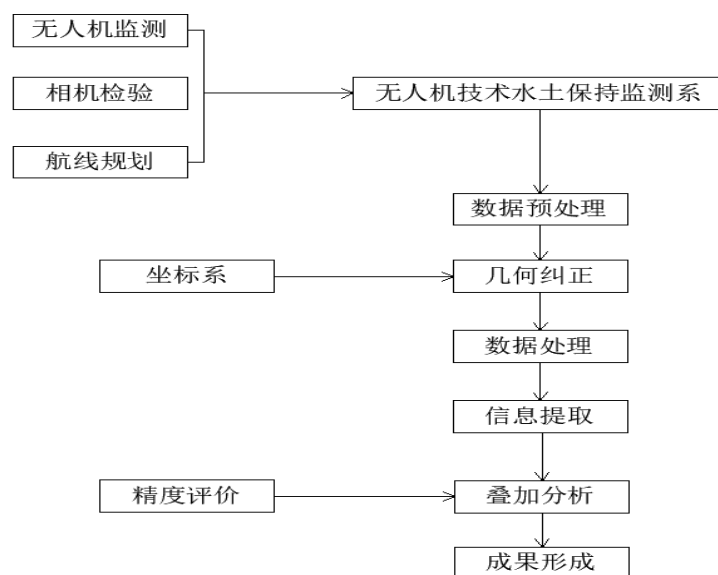 无人机监测
相机检验
无人机技术水土保持监测系
航线规划
数据预处理
坐标系
几何纠正
数据处理
信息提取
精度评价
叠加分析
成果形成